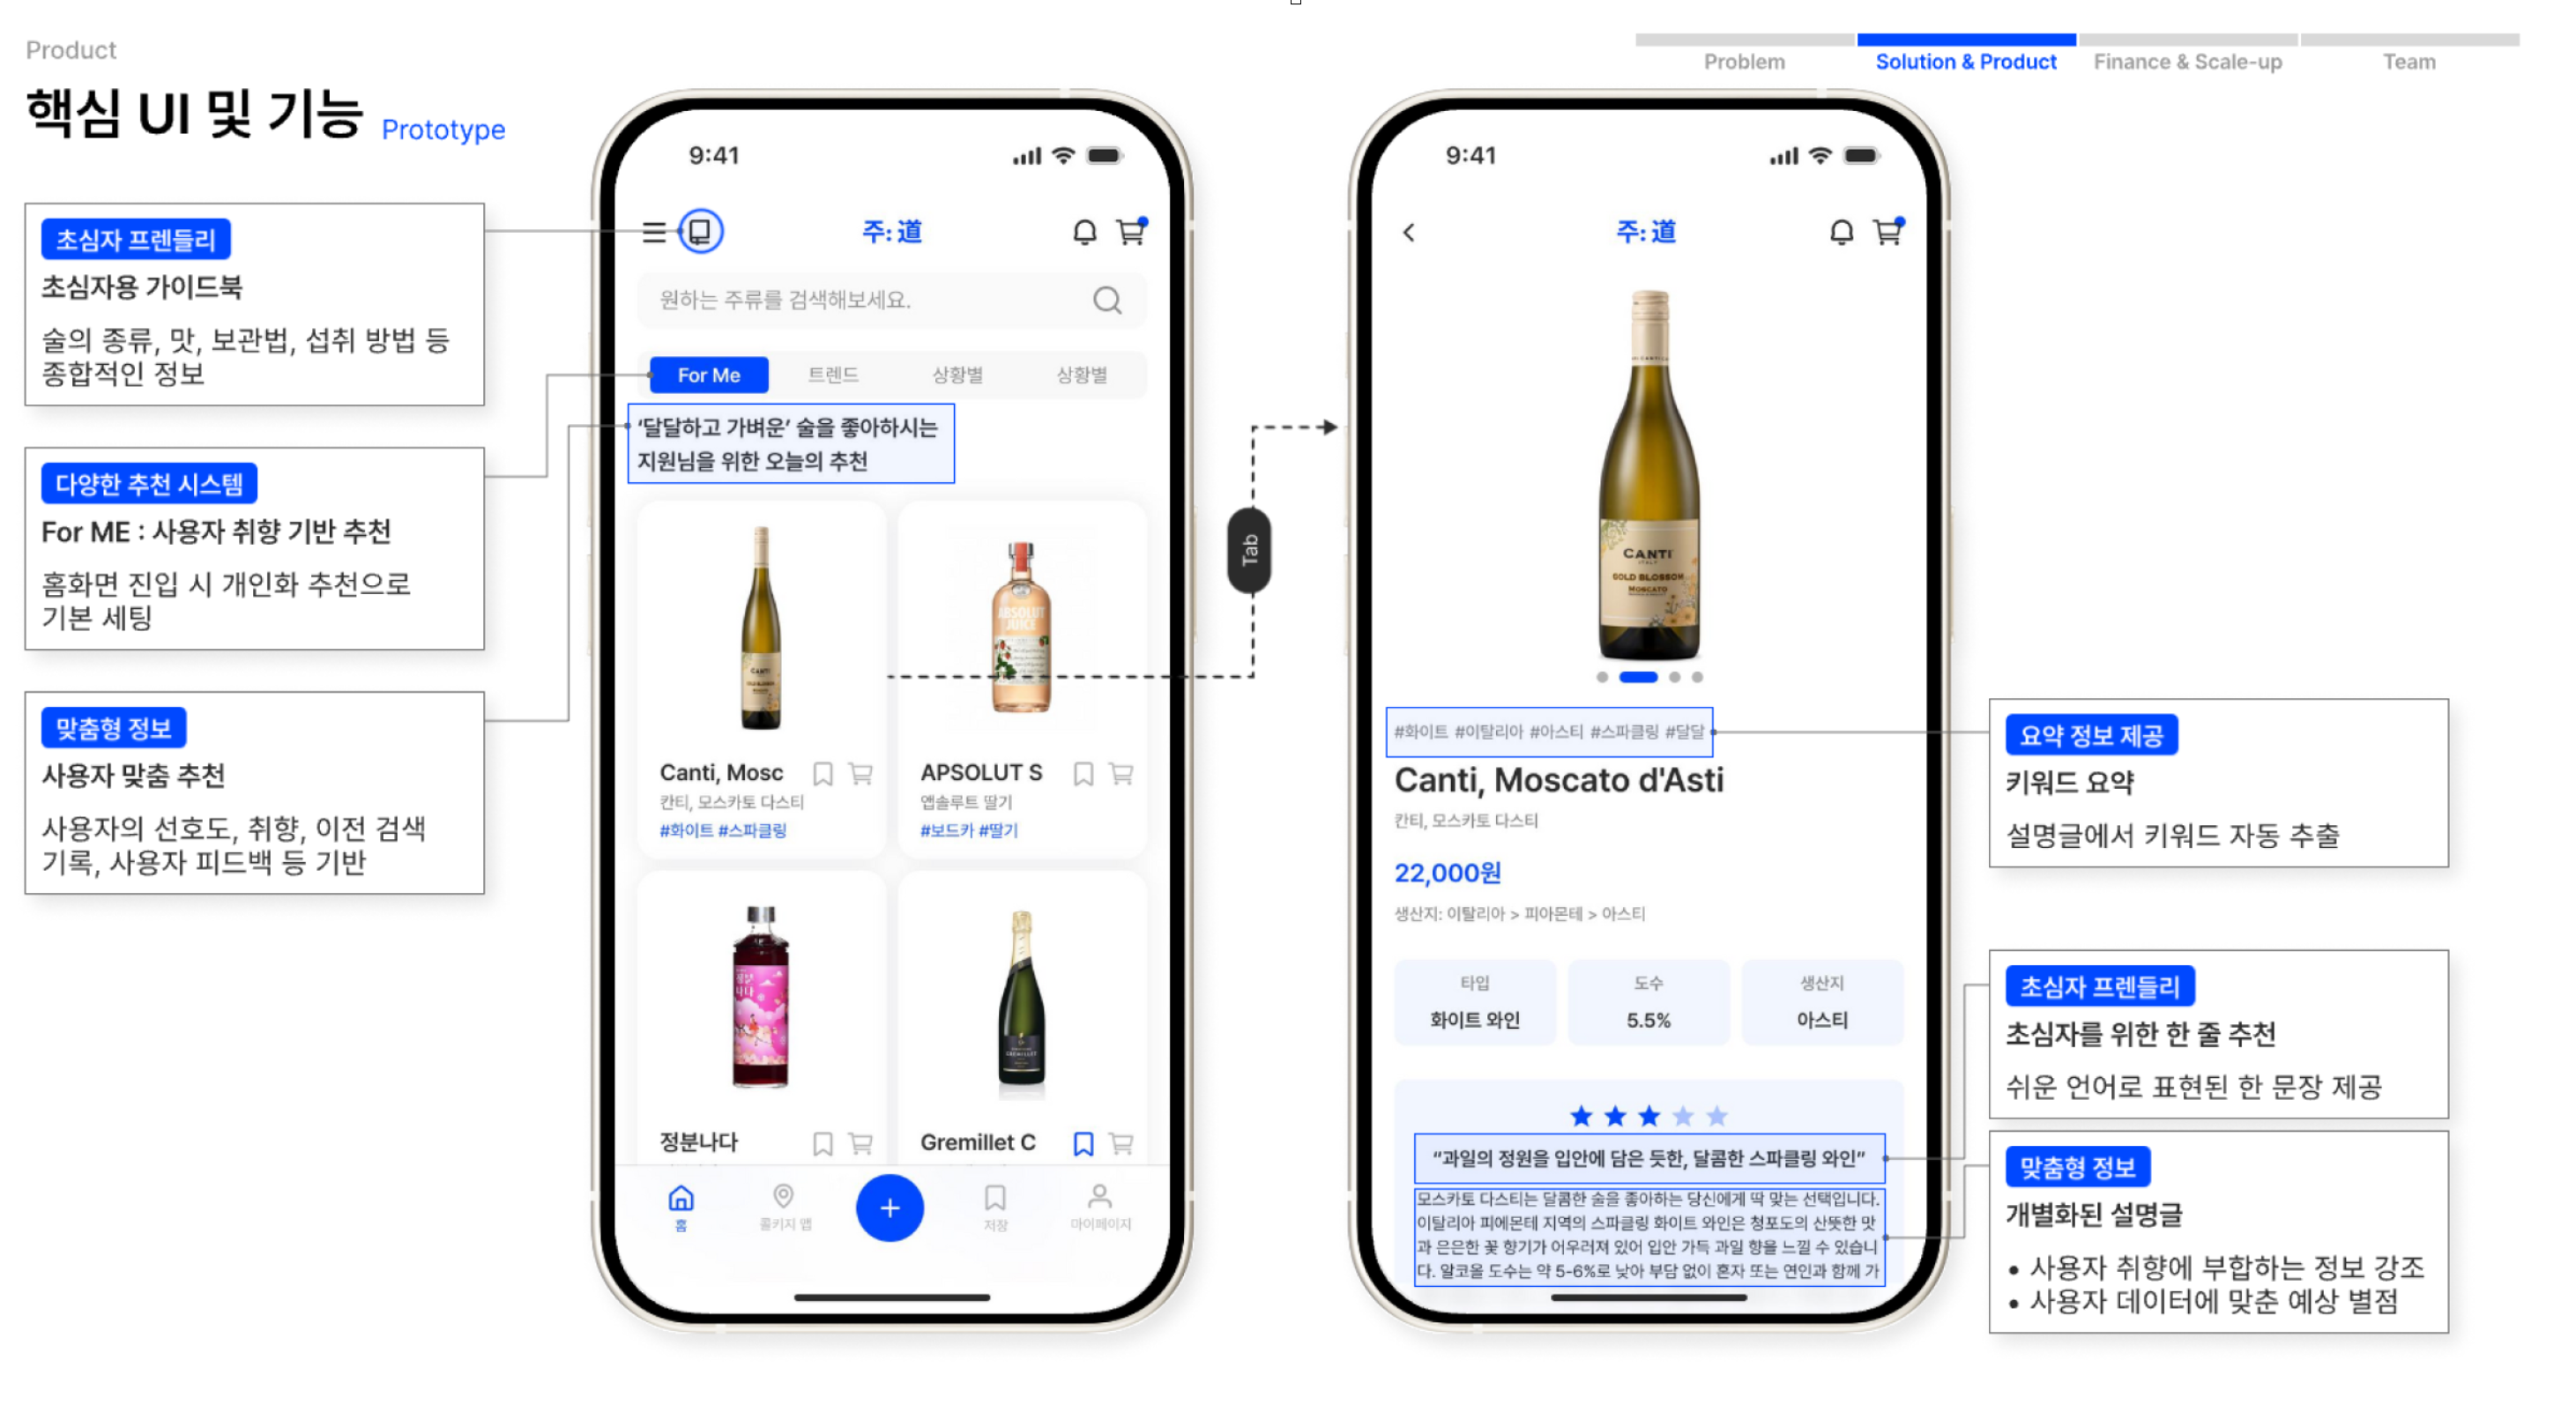 Product
핵심 UI 및 기능 Prototype
Problem
Solution & Product
Finance & Scale-up
Team
초심자 프렌들리
초심자용 가이드북
술의 종류, 맛, 보관법, 섭취 방법 등
종합적인 정보
다양한 추천 시스템
For ME : 사용자 취향 기반 추천
홈화면 진입 시 개인화 추천으로
기본 세팅
맞춤형 정보
사용자 맞춤 추천
사용자의 선호도, 취향, 이전 검색
기록, 사용자 피드백 등 기반
9:41
주: 道
원하는 주류를 검색해보세요.
For Me
트렌드
상황별
상황별
‘달달하고 가벼운’ 술을 좋아하시는
지원님을 위한 오늘의 추천
CANTI
ABSOLUT
JUICE
Canti, Mosc
칸티, 모스카토 다스티
#화이트 #스파클링
APSOLUT S
앱솔루트 딸기
#보드카 #딸기
GREMILLET
정분나다
Gremillet C
홈
콜키지 맵
저장
마이페이지
Tab
9:41
주: 道
CANTI
ITALY
GOLD BLOSSOM
MOSCATO
#화이트 #이탈리아 #아스티 #스파클링 #달달
Canti, Moscato d'Asti
칸티, 모스카토 다스티
22,000원
생산지: 이탈리아 > 피아몬테 > 아스티
타입
화이트 와인
도수
5.5%
생산지
아스티
“과일의 정원을 입안에 담은 듯한, 달콤한 스파클링 와인”
모스카토 다스티는 달콤한 술을 좋아하는 당신에게 딱 맞는 선택입니다.
이탈리아 피에몬테 지역의 스파클링 화이트 와인은 청포도의 산뜻한 맛
과 은은한 꽃 향기가 어우러져 있어 입안 가득 과일 향을 느낄 수 있습니
다. 알코올 도수는 약 5-6%로 낮아 부담 없이 혼자 또는 연인과 함께 가
요약 정보 제공
키워드 요약
설명글에서 키워드 자동 추출
초심자 프렌들리
초심자를 위한 한 줄 추천
쉬운 언어로 표현된 한 문장 제공
맞춤형 정보
개별화된 설명글
• 사용자 취향에 부합하는 정보 강조
• 사용자 데이터에 맞춘 예상 별점